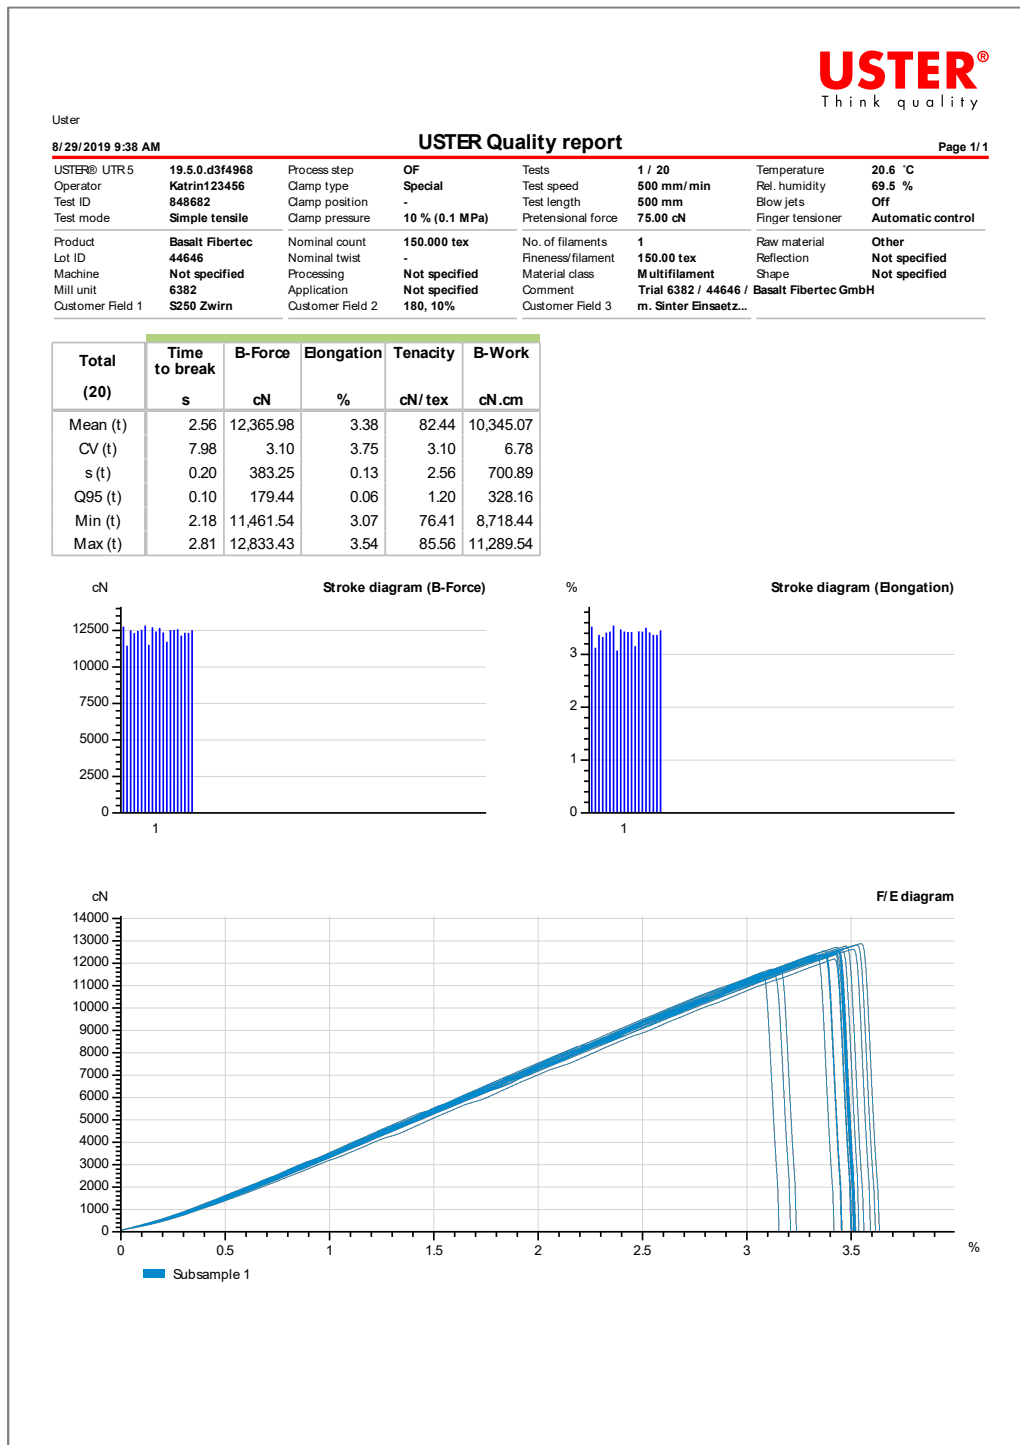 USTER®
Think quality
Uster
8/29/2019 9:38 AM USTER Quality report Page 1/1
USTER® UTR 5 19.5.0.d3f4968 Process step OF Tests 1 / 20 Temperature 20.6 °C
Operator Katrin123456 Clamp type Special Test speed 500 mm/min Rel. humidity 69.5 %
Test ID 848682 Clamp position - Test length 500 mm Blow jets Off
Test mode Simple tensile Clamp pressure 10 % (0.1 MPa) Pretensional force 75.00 cN Finger tensioner Automatic control
Product Basalt Fibertec Nominal count 150.000 tex No. of filaments 1 Raw material Other
Lot ID 44646 Nominal twist - Fineness/filament 150.00 tex Reflection Not specified
Machine Not specified Processing Not specified Material class Multifilament Shape Not specified
Mill unit 6382 Application Not specified Comment Trial 6382 / 44646 / Basalt Fibertec GmbH
Customer Field 1 S250 Zwirn Customer Field 2 180, 10% Customer Field 3 m. Sinter Einsaetz...
Total (20) Time to break B-Force Elongation Tenacity B-Work
s cN % cN/tex cN.cm
Mean (t) 2.56 12,365.98 3.38 82.44 10,345.07
CV (t) 7.98 3.10 3.75 3.10 6.78
s (t) 0.20 383.25 0.13 2.56 700.89
Q95 (t) 0.10 179.44 0.06 1.20 328.16
Min (t) 2.18 11,461.54 3.07 76.41 8,718.44
Max (t) 2.81 12,833.43 3.54 85.56 11,289.54
cN Stroke diagram (B-Force)
12500
10000
7500
5000
2500
0
1
% Stroke diagram (Elongation)
3
2
1
0
1
cN F/E diagram
14000
13000
12000
11000
10000
9000
8000
7000
6000
5000
4000
3000
2000
1000
0
0 0.5 1 1.5 2 2.5 3 3.5 %
Subsample 1